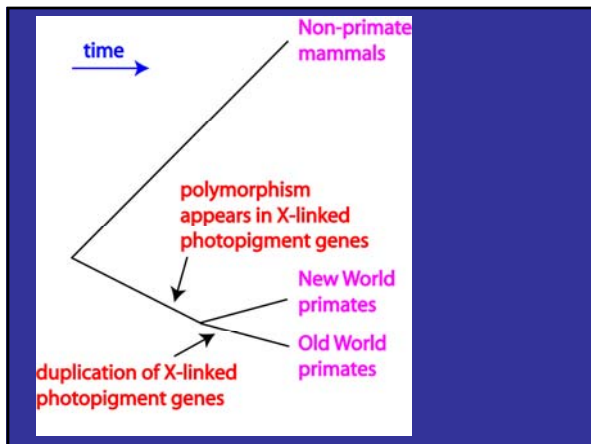 Non-primate
mammals
time
polymorphism
appears in X-linked
photopigment genes
New World
primates
Old World
primates
duplication of X-linked
photopigment genes